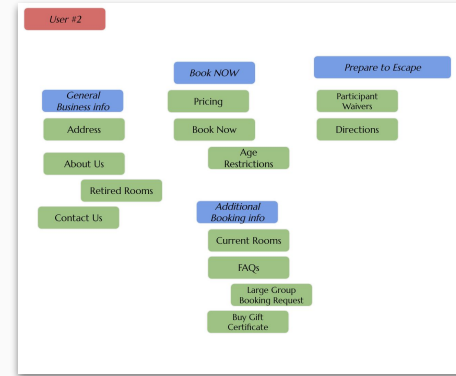 User #2
General
Business info
Address
About Us
Retired Rooms
Contact Us
Book NOW
Pricing
Book Now
Age
Restrictions
Additional
Booking info
Current Rooms
FAQs
Large Group
Booking Request
Buy Gift
Certificate
Prepare to Escape
Participant
Waivers
Directions